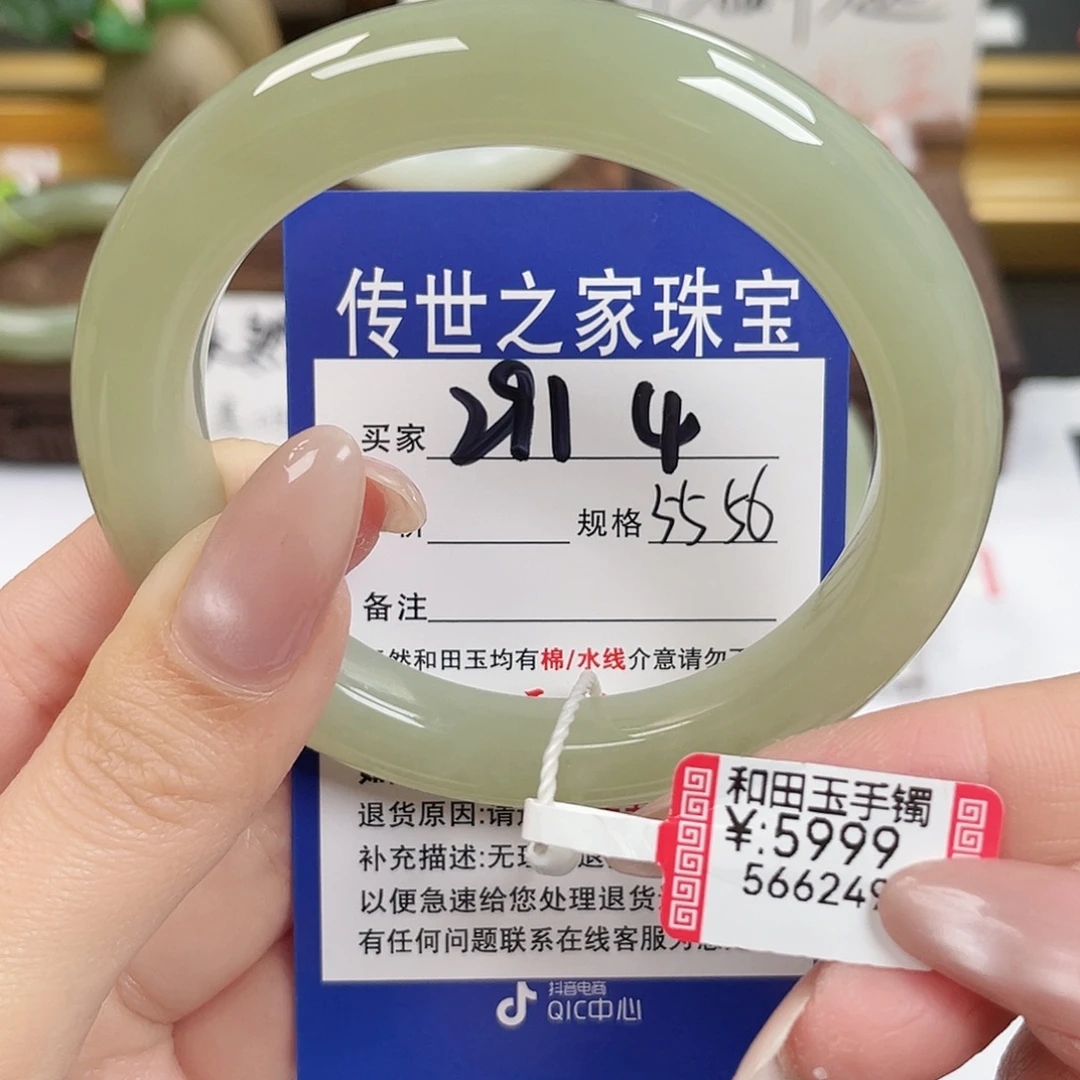 传世之家珠宝
买家 291 4
规格 55 56
备注
然和田玉均有棉/水线介意请勿
退货原因:请
补充描述:无
以便急速给您处理退货
有任何问题联系在线客服为
抖音电商
QIC中心
和田玉手镯
¥:5999
566249